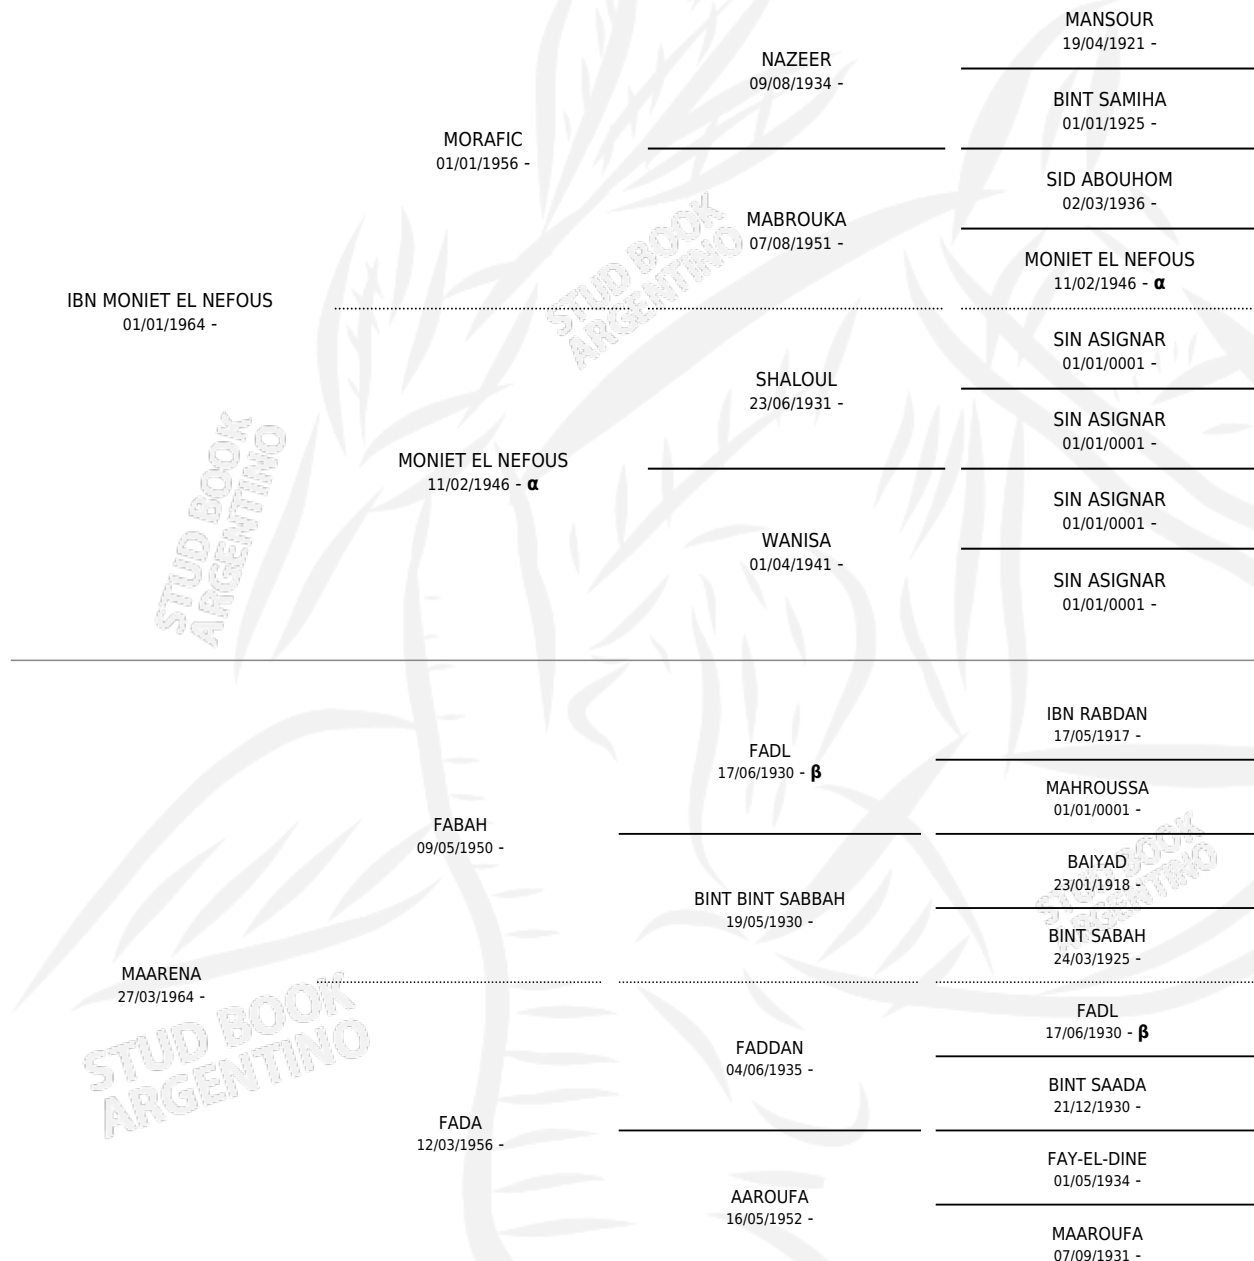 MANSOUR
19/04/1921 -
NAZEER
09/08/1934 -
BINT SAMIHA
01/01/1925 -
MORAFIC
01/01/1956 -
SID ABOUHOM
02/03/1936 -
MABROUKA
07/08/1951 -
MONIET EL NEFOUS
11/02/1946 - α
IBN MONIET EL NEFOUS
01/01/1964 -
SIN ASIGNAR
01/01/0001 -
SHALOUL
23/06/1931 -
SIN ASIGNAR
01/01/0001 -
MONIET EL NEFOUS
11/02/1946 - α
SIN ASIGNAR
01/01/0001 -
WANISA
01/04/1941 -
SIN ASIGNAR
01/01/0001 -
IBN RABDAN
17/05/1917 -
FADL
17/06/1930 - β
MAHROUSSA
01/01/0001 -
FABAH
09/05/1950 -
BAIYAD
23/01/1918 -
BINT BINT SABBAH
19/05/1930 -
BINT SABAH
24/03/1925 -
MAARENA
27/03/1964 -
FADL
17/06/1930 - β
FADDAN
04/06/1935 -
BINT SAADA
21/12/1930 -
FADA
12/03/1956 -
FAY-EL-DINE
01/05/1934 -
AAROUFA
16/05/1952 -
MAAROUFA
07/09/1931 -
STUD BOOK
ARGENTINO
STUD BOOK
ARGENTINO
STUD BOOK
ARGENTINO
STUD BOOK
ARGENTINO